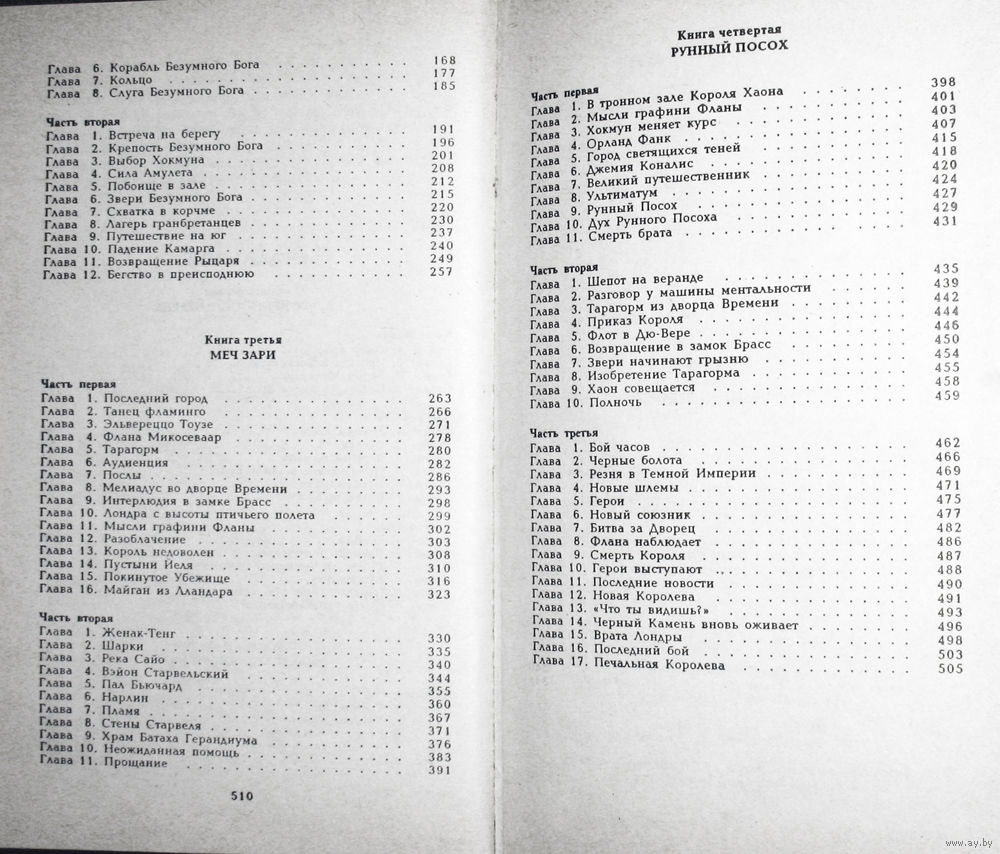 Глава 6. Корабль Безумного Бога . . . . . . . . . . 168
Глава 7. Кольцо . . . . . . . . . . 177
Глава 8. Слуга Безумного Бога . . . . . . . . . . 185
Часть вторая
Глава 1. Встреча на берегу . . . . . . . . . . 191
Глава 2. Крепость Безумного Бога . . . . . . . . . . 196
Глава 3. Выбор Хокмуна . . . . . . . . . . 201
Глава 4. Сила Амулета . . . . . . . . . . 208
Глава 5. Побоище в зале . . . . . . . . . . 212
Глава 6. Звери Безумного Бога . . . . . . . . . . 215
Глава 7. Схватка в корчме . . . . . . . . . . 220
Глава 8. Лагерь гранбретанцев . . . . . . . . . . 230
Глава 9. Путешествие на юг . . . . . . . . . . 237
Глава 10. Падение Камарга . . . . . . . . . . 240
Глава 11. Возвращение Рыцаря . . . . . . . . . . 249
Глава 12. Бегство в преисподнюю . . . . . . . . . . 257
Книга третья
МЕЧ ЗАРИ
Часть первая
Глава 1. Последний город . . . . . . . . . . 263
Глава 2. Танец фламинго . . . . . . . . . . 266
Глава 3. Эльвереццо Тоузе . . . . . . . . . . 271
Глава 4. Флана Микосеваар . . . . . . . . . . 278
Глава 5. Тарагорм . . . . . . . . . . 280
Глава 6. Аудиенция . . . . . . . . . . 282
Глава 7. Послы . . . . . . . . . . 286
Глава 8. Мелиадус во дворце Времени . . . . . . . . . . 293
Глава 9. Интерлюдия в замке Брасс . . . . . . . . . . 298
Глава 10. Лондра с высоты птичьего полета . . . . . . . . . . 299
Глава 11. Мысли графини Фланы . . . . . . . . . . 302
Глава 12. Разоблачение . . . . . . . . . . 303
Глава 13. Король недоволен . . . . . . . . . . 308
Глава 14. Пустыни Йеля . . . . . . . . . . 310
Глава 15. Покинутое Убежище . . . . . . . . . . 316
Глава 16. Майган из Лландара . . . . . . . . . . 323
Часть вторая
Глава 1. Женак-Тенг . . . . . . . . . . 330
Глава 2. Шарки . . . . . . . . . . 335
Глава 3. Река Сайо . . . . . . . . . . 340
Глава 4. Вэйон Старвельский . . . . . . . . . . 344
Глава 5. Пал Бьючард . . . . . . . . . . 355
Глава 6. Нарлин . . . . . . . . . . 360
Глава 7. Пламя . . . . . . . . . . 367
Глава 8. Стены Старвеля . . . . . . . . . . 371
Глава 9. Храм Батаха Герандиума . . . . . . . . . . 376
Глава 10. Неожиданная помощь . . . . . . . . . . 383
Глава 11. Прощание . . . . . . . . . . 391
510
Книга четвертая
РУННЫЙ ПОСОХ
Часть первая
Глава 1. В тронном зале Короля Хаона . . . . . . . . . . 398
Глава 2. Мысли графини Фланы . . . . . . . . . . 401
Глава 3. Хокмун меняет курс . . . . . . . . . . 403
Глава 4. Орланд Фанк . . . . . . . . . . 407
Глава 5. Город светящихся теней . . . . . . . . . . 415
Глава 6. Джемия Коналис . . . . . . . . . . 418
Глава 7. Великий путешественник . . . . . . . . . . 420
Глава 8. Ультиматум . . . . . . . . . . 424
Глава 9. Рунный Посох . . . . . . . . . . 427
Глава 10. Дух Рунного Посоха . . . . . . . . . . 429
Глава 11. Смерть брата . . . . . . . . . . 431
Часть вторая
Глава 1. Шепот на веранде . . . . . . . . . . 435
Глава 2. Разговор у машины ментальности . . . . . . . . . . 439
Глава 3. Тарагорм из дворца Времени . . . . . . . . . . 442
Глава 4. Приказ Короля . . . . . . . . . . 444
Глава 5. Флот в Дю-Вере . . . . . . . . . . 446
Глава 6. Возвращение в замок Брасс . . . . . . . . . . 450
Глава 7. Звери начинают грызню . . . . . . . . . . 454
Глава 8. Изобретение Тарагорма . . . . . . . . . . 455
Глава 9. Хаон совещается . . . . . . . . . . 458
Глава 10. Полночь . . . . . . . . . . 459
Часть третья
Глава 1. Бой часов . . . . . . . . . . 462
Глава 2. Черные болота . . . . . . . . . . 466
Глава 3. Резня в Темной Империи . . . . . . . . . . 469
Глава 4. Новые шлемы . . . . . . . . . . 471
Глава 5. Герои . . . . . . . . . . 475
Глава 6. Новый союзник . . . . . . . . . . 477
Глава 7. Битва за Дворец . . . . . . . . . . 482
Глава 8. Флана наблюдает . . . . . . . . . . 486
Глава 9. Смерть Короля . . . . . . . . . . 487
Глава 10. Герои выступают . . . . . . . . . . 488
Глава 11. Последние новости . . . . . . . . . . 490
Глава 12. Новая Королева . . . . . . . . . . 491
Глава 13. «Что ты видишь?» . . . . . . . . . . 493
Глава 14. Черный Камень вновь оживает . . . . . . . . . . 496
Глава 15. Врата Лондры . . . . . . . . . . 498
Глава 16. Последний бой . . . . . . . . . . 503
Глава 17. Печальная Королева . . . . . . . . . . 505
www.ay.by